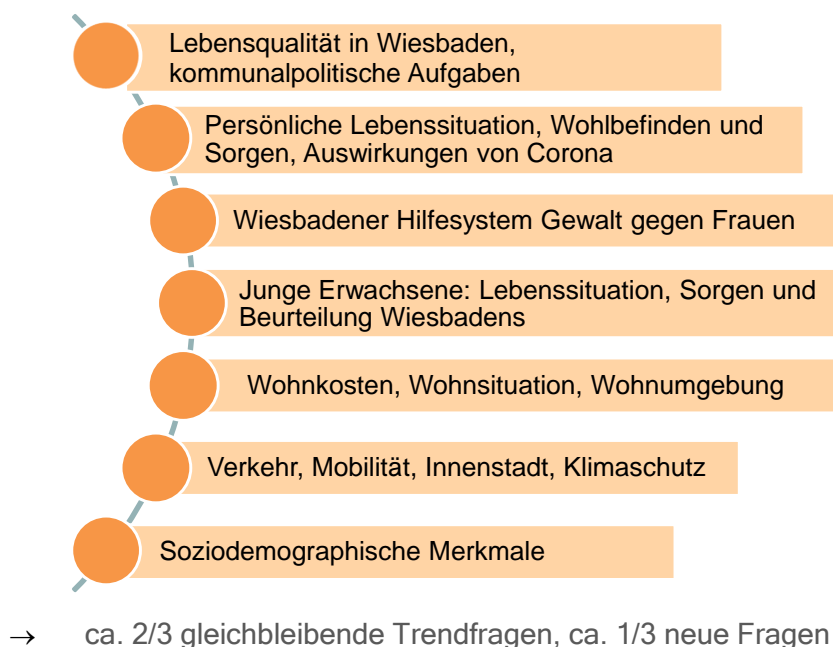 Lebensqualität in Wiesbaden,
kommunalpolitische Aufgaben
Persönliche Lebenssituation, Wohlbefinden und
Sorgen, Auswirkungen von Corona
Wiesbadener Hilfesystem Gewalt gegen Frauen
Junge Erwachsene: Lebenssituation, Sorgen und
Beurteilung Wiesbadens
Wohnkosten, Wohnsituation, Wohnumgebung
Verkehr, Mobilität, Innenstadt, Klimaschutz
Soziodemographische Merkmale
→ ca. 2/3 gleichbleibende Trendfragen, ca. 1/3 neue Fragen